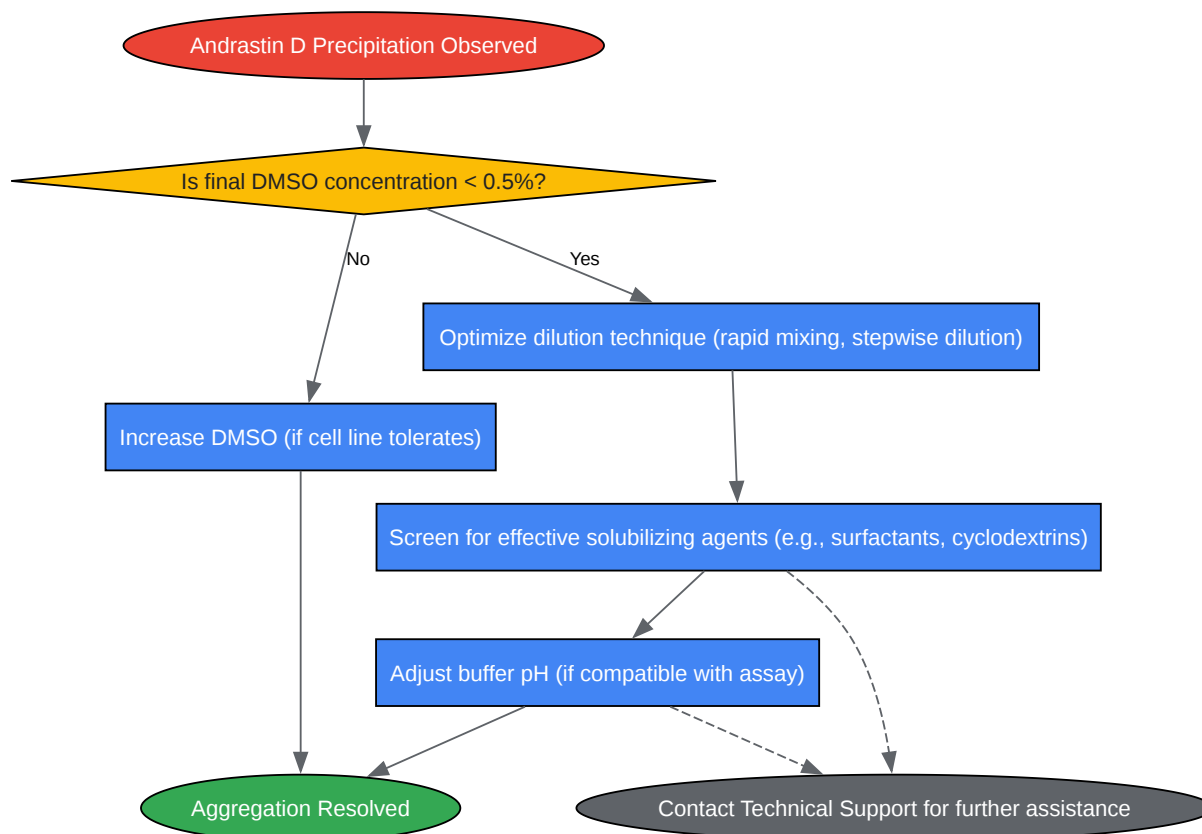 Andrastin D Precipitation Observed
Is final DMSO concentration < 0.5%?
No
Yes
Optimize dilution technique (rapid mixing, stepwise dilution)
Increase DMSO (if cell line tolerates)
Screen for effective solubilizing agents (e.g., surfactants, cyclodextrins)
Adjust buffer pH (if compatible with assay)
Aggregation Resolved
Contact Technical Support for further assistance